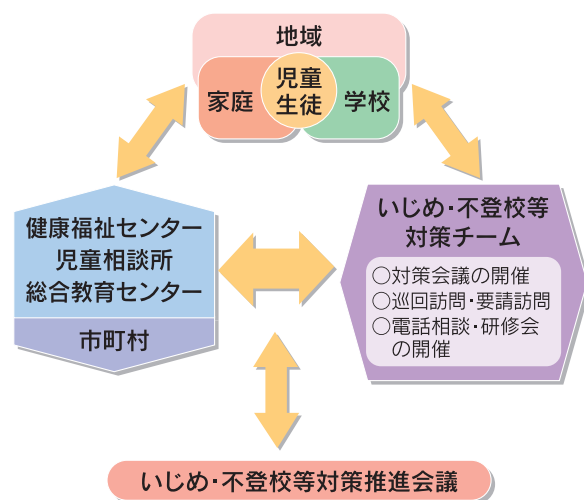 地域
家庭
児童
生徒
学校
健康福祉センター
児童相談所
総合教育センター
市町村
いじめ・不登校等
対策チーム
○対策会議の開催
○巡回訪問・要請訪問
○電話相談・研修会
の開催
いじめ・不登校等対策推進会議